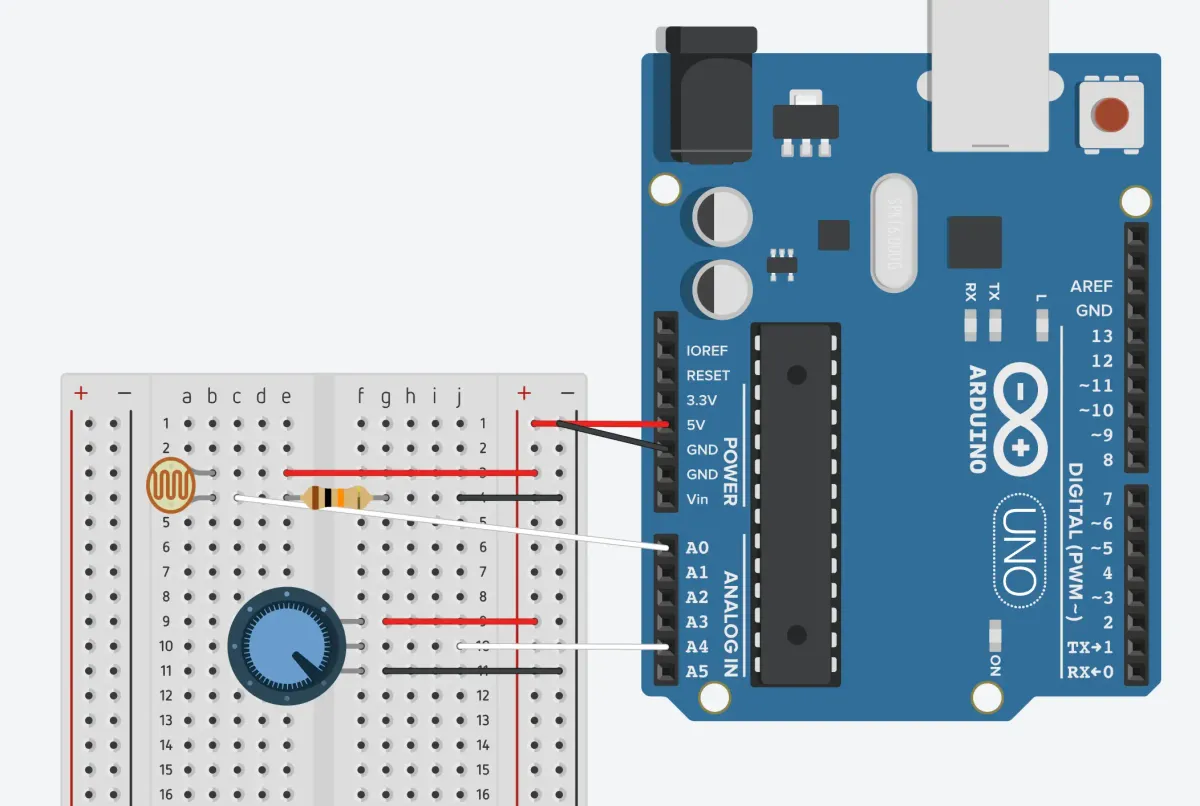 SPK16.000G
RX
TX
L
AREF
GND
13
12
~11
~10
~9
8
7
~6
~5
4
~3
2
TX→1
RX←0
DIGITAL (PWM~)
ARDUINO
UNO
ON
IOREF
RESET
3.3V
5V
GND
GND
Vin
POWER
A0
A1
A2
A3
A4
A5
ANALOG IN
+ − a b c d e f g h i j + −
1 1
2 2
3
4
5 5
6 6
7 7
8 8
9 9
10 10
11 11
12 12
13 13
14 14
15 15
16 16